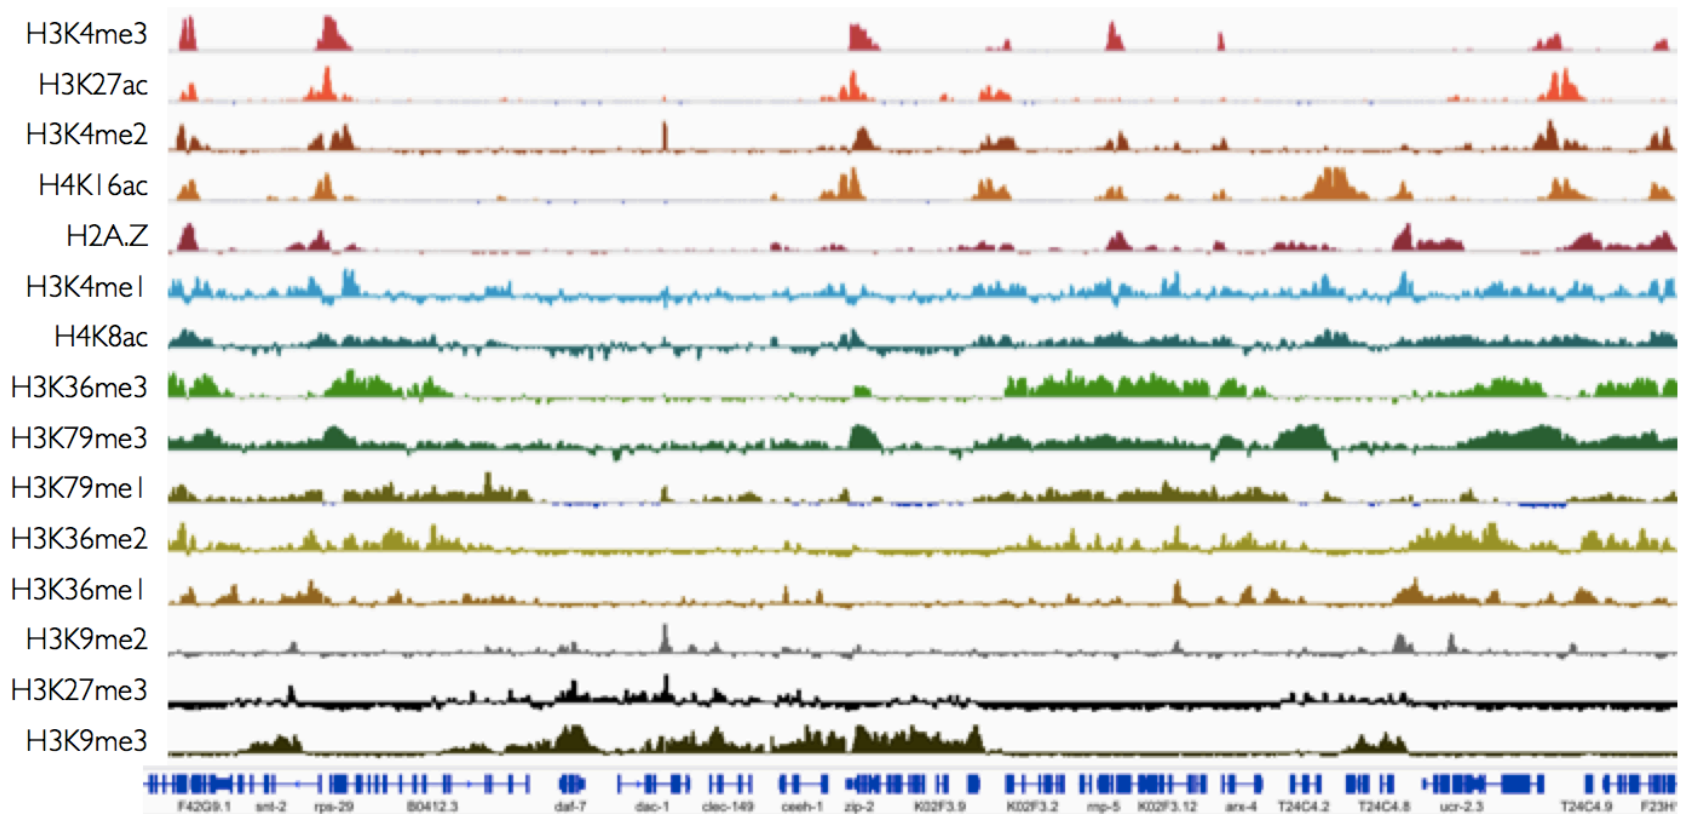 H3K4me3
H3K27ac
H3K4me2
H4K16ac
H2A.Z
H3K4me1
H4K8ac
H3K36me3
H3K79me3
H3K79me1
H3K36me2
H3K36me1
H3K9me2
H3K27me3
H3K9me3
F42G9.1 snt-2 rps-29 B0412.3 daf-7 dac-1 clec-149 ceeh-1 zip-2 K02F3.9 K02F3.2 rnp-5 K02F3.12 arx-4 T24C4.2 T24C4.8 ucr-2.3 T24C4.9